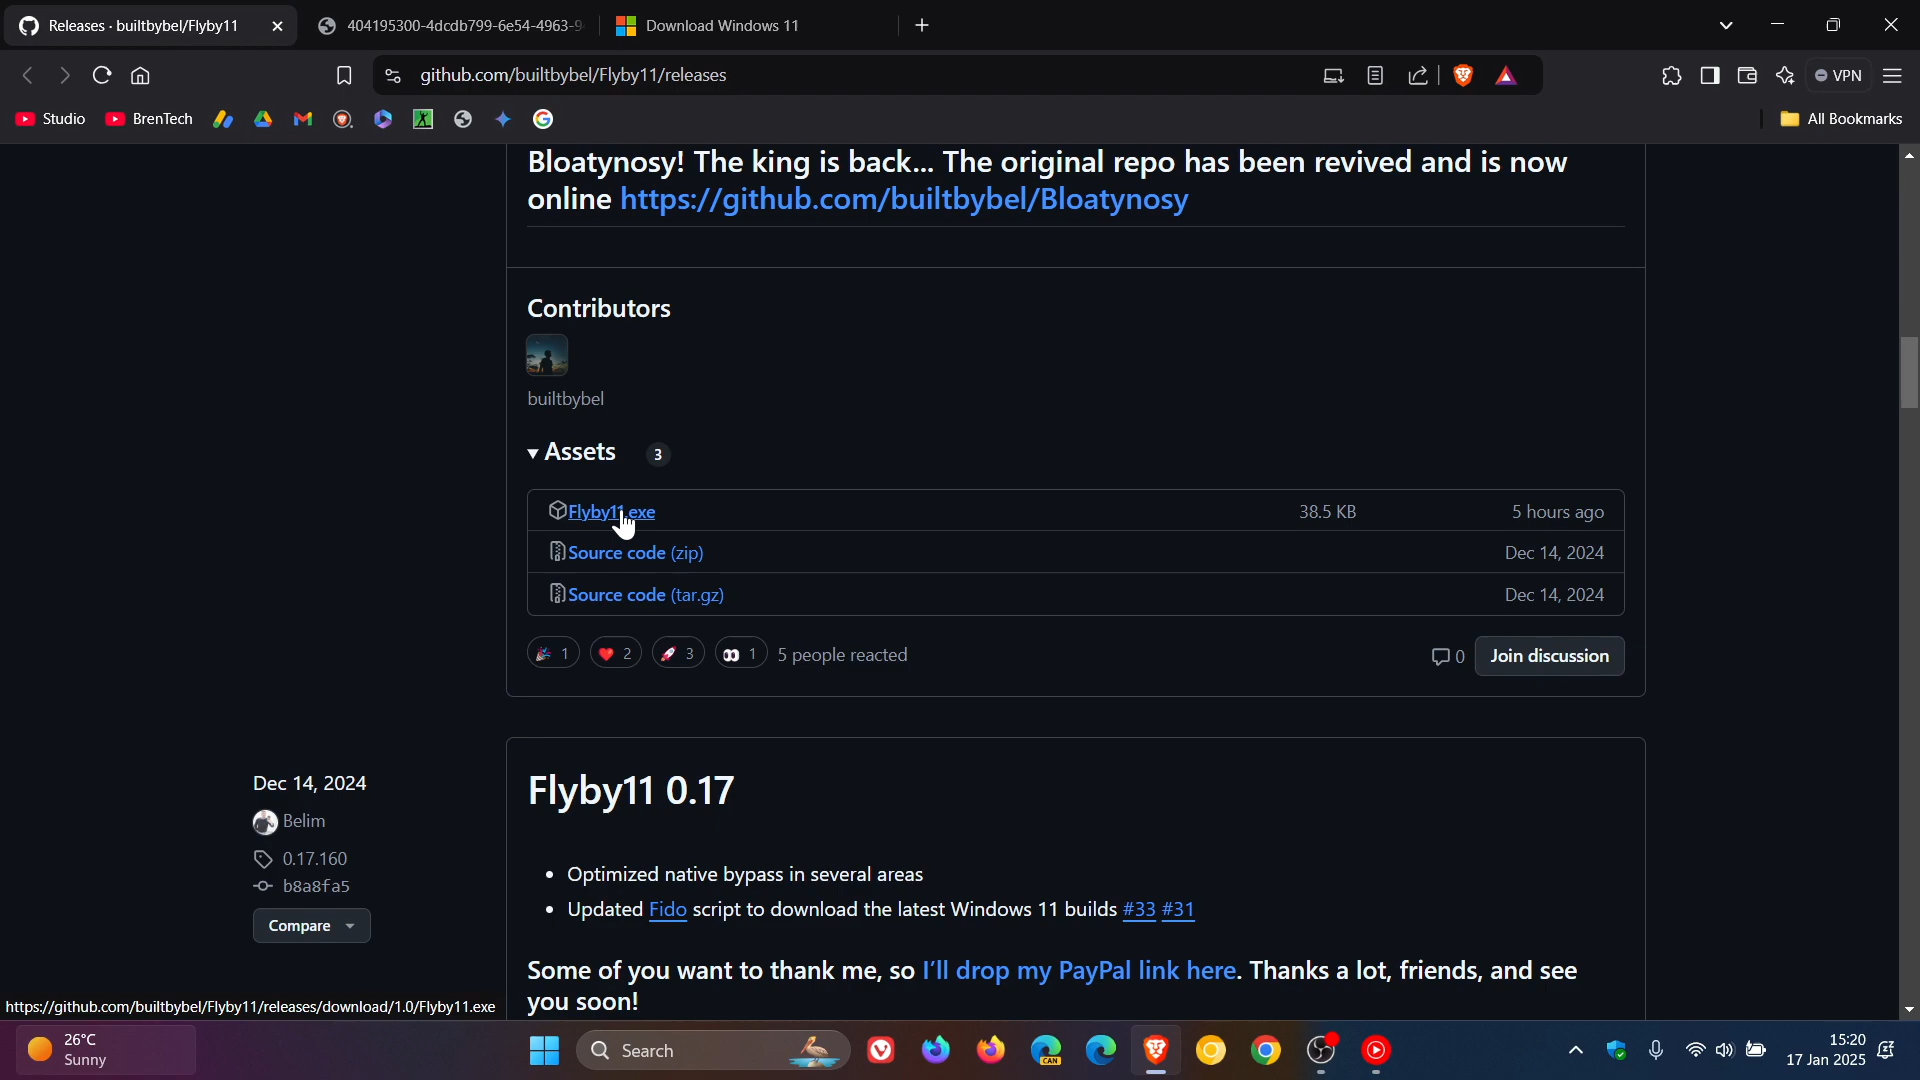 Releases · builtbybel/Flyby11
404195300-4dcdb799-6e54-4963-9
Download Windows 11
github.com/builtbybel/Flyby11/releases
VPN
Studio
BrenTech
All Bookmarks
Bloatynosy! The king is back... The original repo has been revived and is now
online https://github.com/builtbybel/Bloatynosy
Contributors
builtbybel
Assets 3
Flyby11.exe 38.5 KB 5 hours ago
Source code (zip) Dec 14, 2024
Source code (tar.gz) Dec 14, 2024
1 2 3 1 5 people reacted
0 Join discussion
Dec 14, 2024
Belim
0.17.160
b8a8fa5
Compare
Flyby11 0.17
• Optimized native bypass in several areas
• Updated Fido script to download the latest Windows 11 builds #33 #31
Some of you want to thank me, so I'll drop my PayPal link here. Thanks a lot, friends, and see
you soon!
https://github.com/builtbybel/Flyby11/releases/download/1.0/Flyby11.exe
26°C
Sunny
Search
CAN
15:20
17 Jan 2025